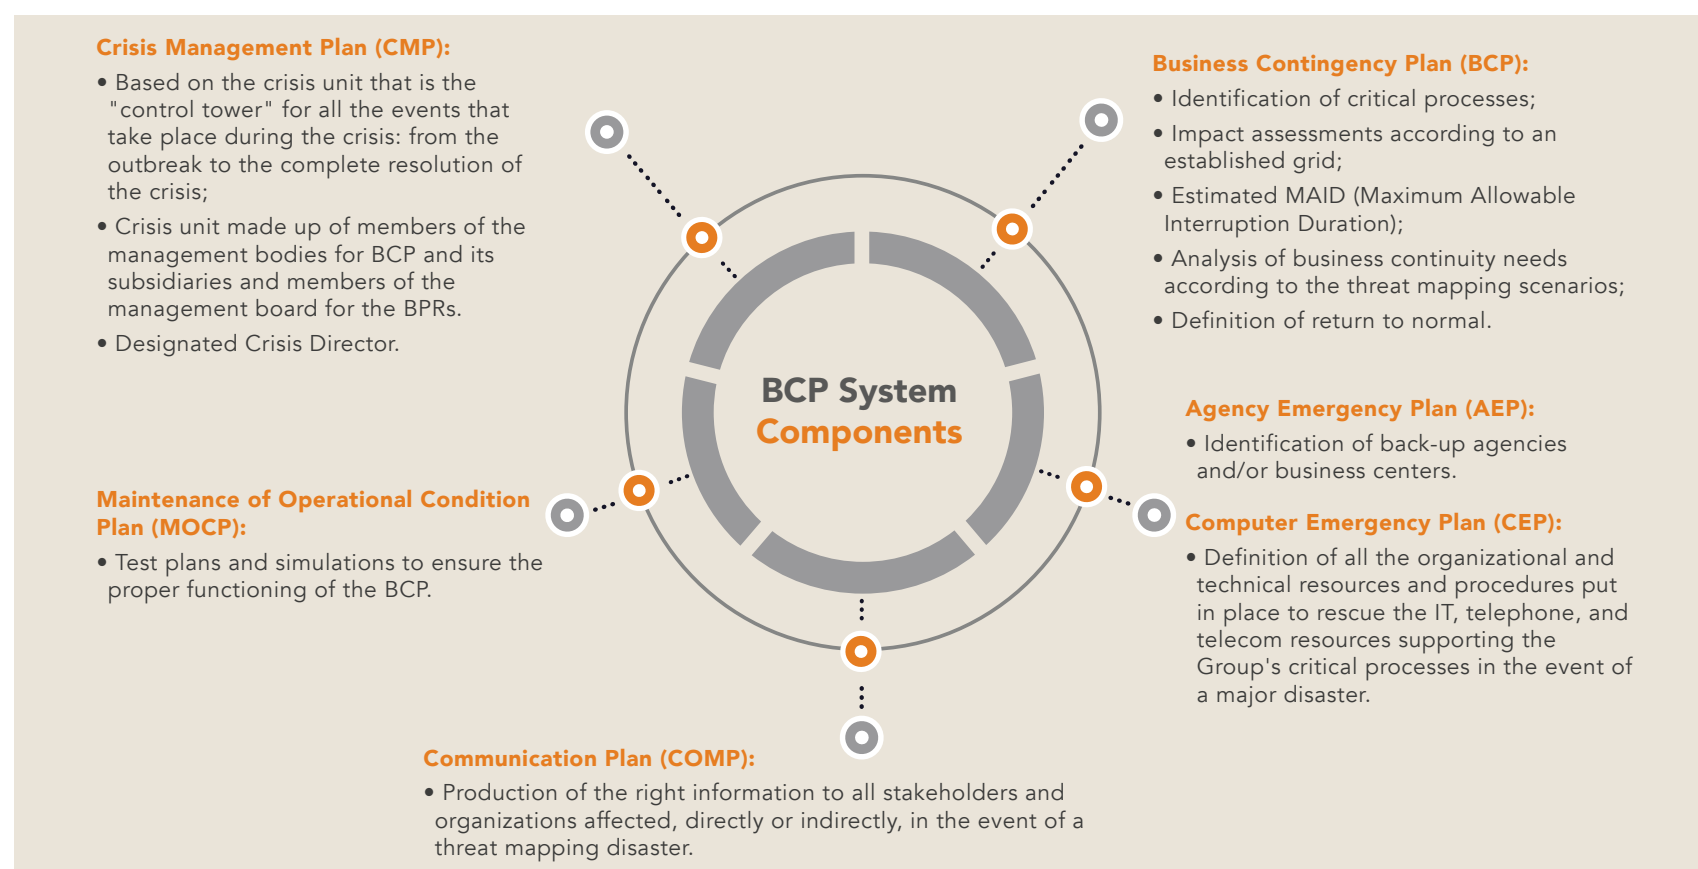 Crisis Management Plan (CMP):
• Based on the crisis unit that is the
"control tower" for all the events that
take place during the crisis: from the
outbreak to the complete resolution of
the crisis;
• Crisis unit made up of members of the
management bodies for BCP and its
subsidiaries and members of the
management board for the BPRs.
• Designated Crisis Director.
Business Contingency Plan (BCP):
• Identification of critical processes;
• Impact assessments according to an
established grid;
• Estimated MAID (Maximum Allowable
Interruption Duration);
• Analysis of business continuity needs
according to the threat mapping scenarios;
• Definition of return to normal.
BCP System
Components
Agency Emergency Plan (AEP):
• Identification of back-up agencies
and/or business centers.
Computer Emergency Plan (CEP):
• Definition of all the organizational and
technical resources and procedures put
in place to rescue the IT, telephone, and
telecom resources supporting the
Group's critical processes in the event of
a major disaster.
Maintenance of Operational Condition
Plan (MOCP):
• Test plans and simulations to ensure the
proper functioning of the BCP.
Communication Plan (COMP):
• Production of the right information to all stakeholders and
organizations affected, directly or indirectly, in the event of a
threat mapping disaster.